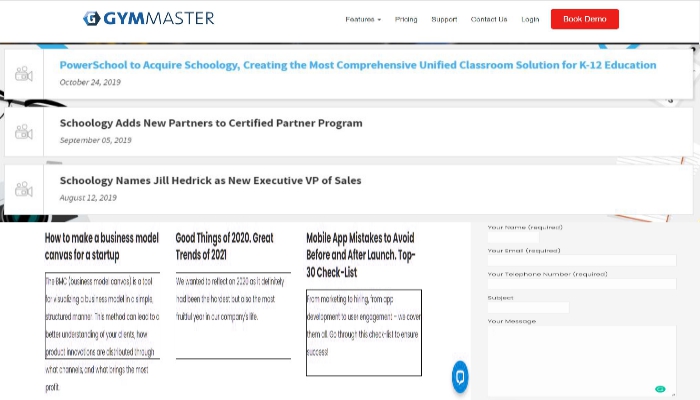 GYMMASTER
Features Pricing Support Contact Us Login Book Demo
PowerSchool to Acquire Schoology, Creating the Most Comprehensive Unified Classroom Solution for K-12 Education
October 24, 2019
Schoology Adds New Partners to Certified Partner Program
September 05, 2019
Schoology Names Jill Hedrick as New Executive VP of Sales
August 12, 2019
How to make a business model
canvas for a startup
The BMC (business model canvas) is a tool
for visualizing a business model in a simple,
structured manner. This method can lead to a
better understanding of your clients, how
product innovations are distributed through
what channels, and what brings the most
profit.
Good Things of 2020. Great
Trends of 2021
We wanted to reflect on 2020 as it definitely
had been the hardest but also the most
fruitful year in our company's life.
Mobile App Mistakes to Avoid
Before and After Launch. Top-
30 Check-List
From marketing to hiring, from app
development to user engagement – we cover
them all. Go through this check-list to ensure
success!
Your Name (required)
Your Email (required)
Your Telephone Number (required)
Subject
Your Message